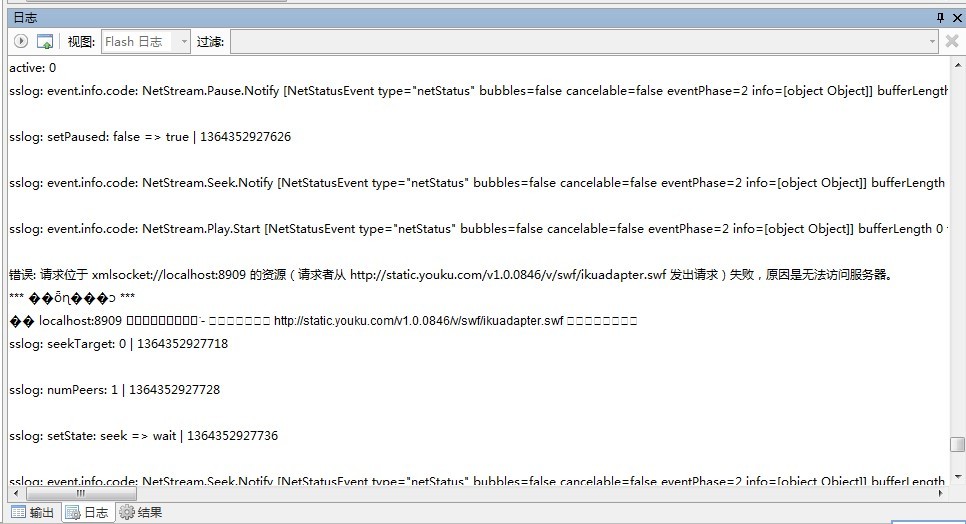 日志
视图: Flash 日志 过滤:
active: 0
sslog: event.info.code: NetStream.Pause.Notify [NetStatusEvent type="netStatus" bubbles=false cancelable=false eventPhase=2 info=[object Object]] bufferLength
sslog: setPaused: false => true | 1364352927626
sslog: event.info.code: NetStream.Seek.Notify [NetStatusEvent type="netStatus" bubbles=false cancelable=false eventPhase=2 info=[object Object]] bufferLength
sslog: event.info.code: NetStream.Play.Start [NetStatusEvent type="netStatus" bubbles=false cancelable=false eventPhase=2 info=[object Object]] bufferLength 0
错误: 请求位于 xmlsocket://localhost:8909 的资源（请求者从 http://static.youku.com/v1.0.0846/v/swf/ikuadapter.swf 发出请求）失败，原因是无法访问服务器。
*** ***
localhost:8909 - http://static.youku.com/v1.0.0846/v/swf/ikuadapter.swf
sslog: seekTarget: 0 | 1364352927718
sslog: numPeers: 1 | 1364352927728
sslog: setState: seek => wait | 1364352927736
sslog: event.info.code: NetStream.Seek.Notify [NetStatusEvent type="netStatus" bubbles=false cancelable=false eventPhase=2 info=[object Object]] bufferLength
输出 日志 结果